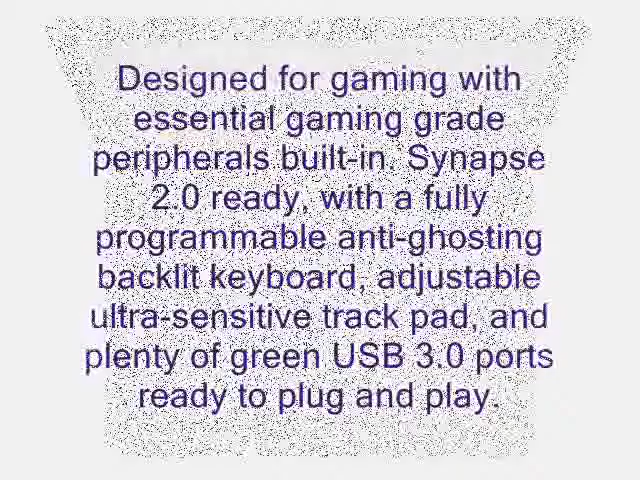 Designed for gaming with
essential gaming grade
peripherals built-in. Synapse
2.0 ready, with a fully
programmable anti-ghosting
backlit keyboard, adjustable
ultra-sensitive track pad, and
plenty of green USB 3.0 ports
ready to plug and play.